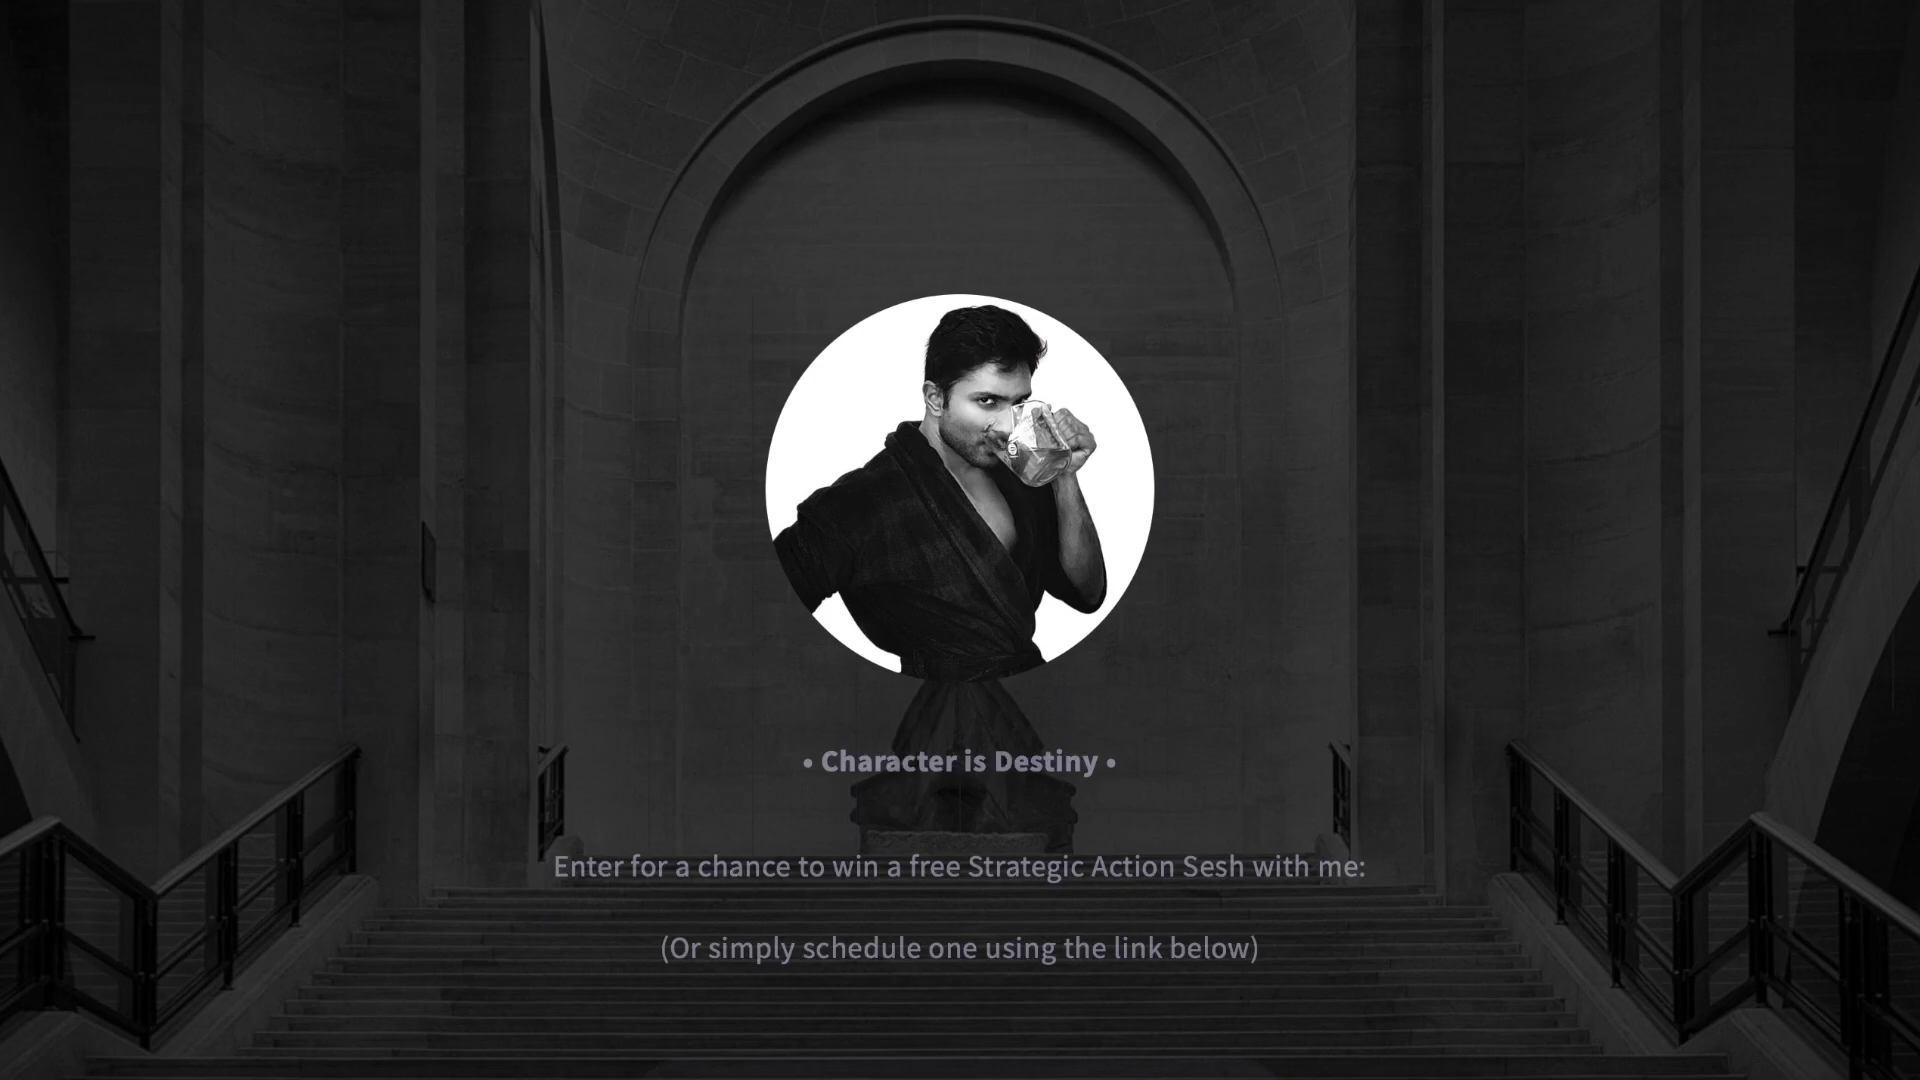 • Character is Destiny •
Enter for a chance to win a free Strategic Action Sesh with me:
(Or simply schedule one using the link below)